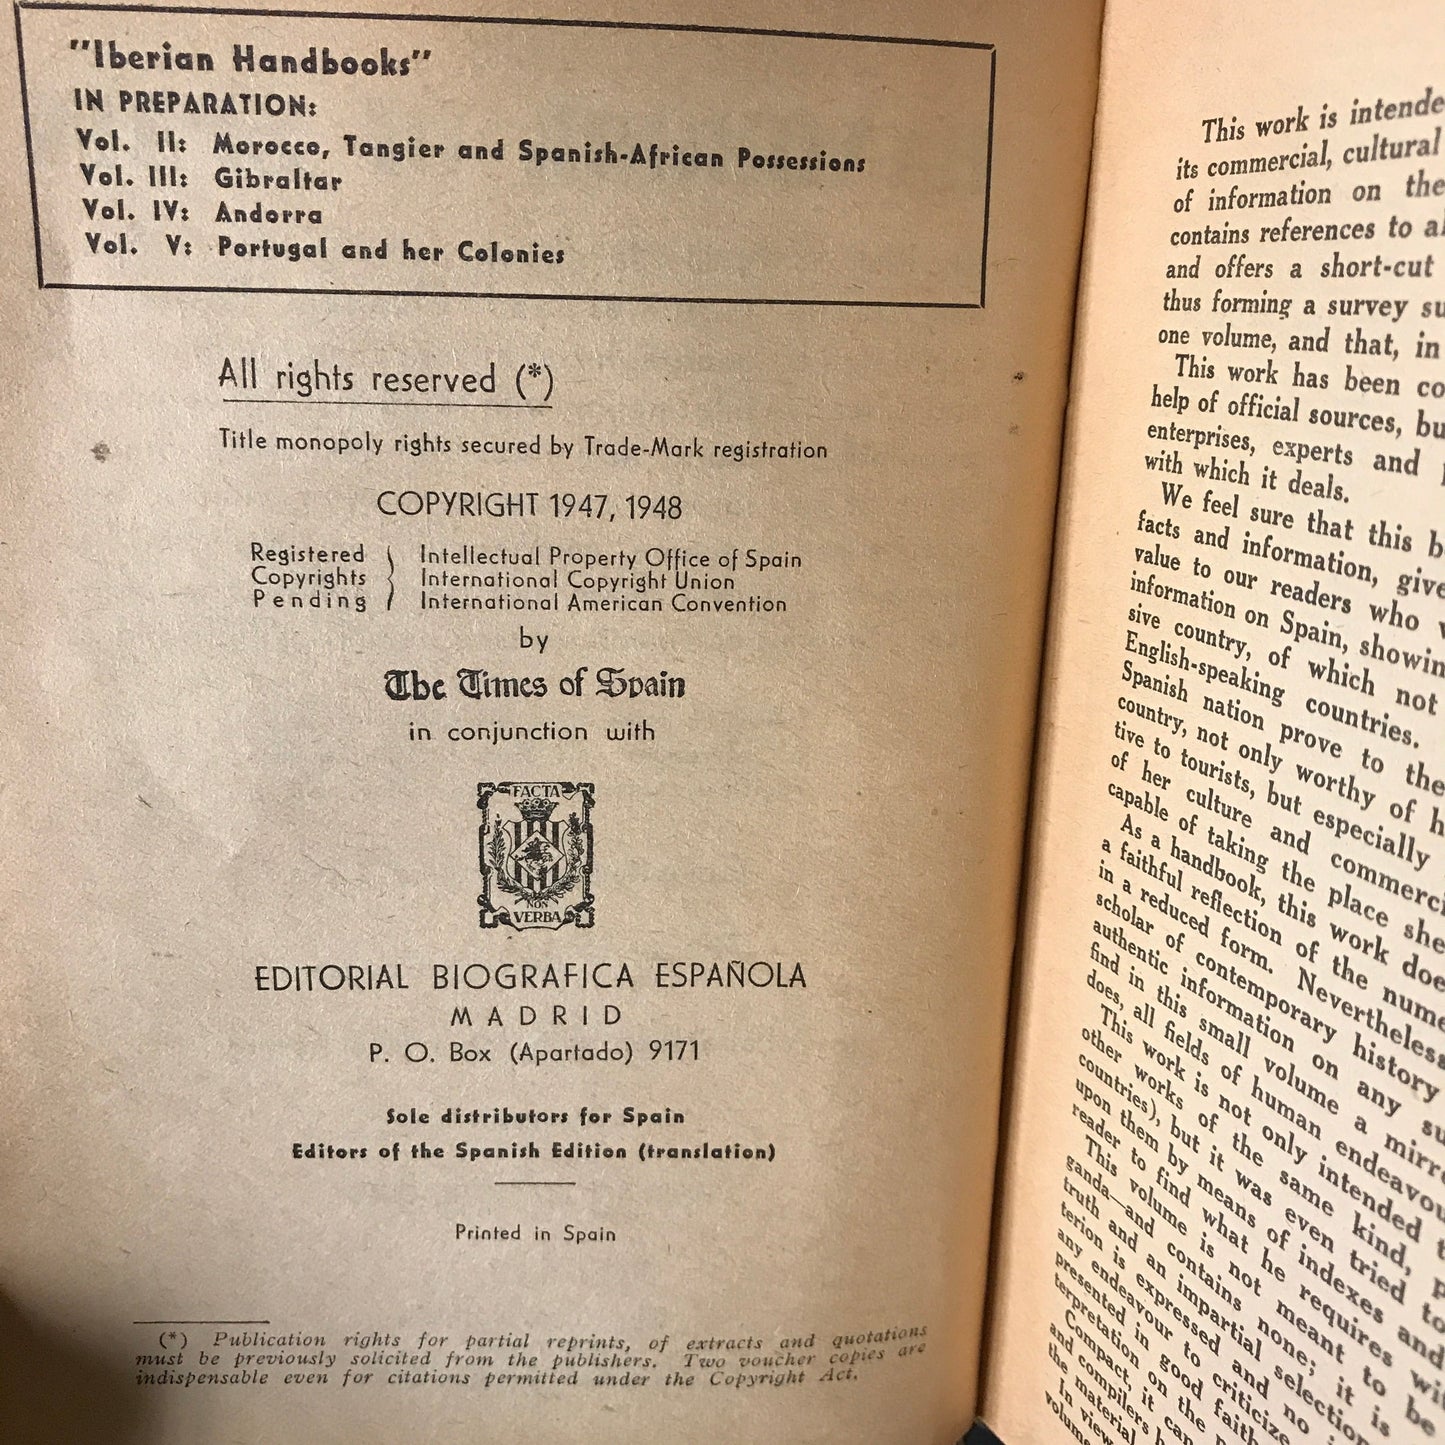 "Iberian Handbooks"
IN PREPARATION:
Vol. II: Morocco, Tangier and Spanish-African Possessions
Vol. III: Gibraltar
Vol. IV: Andorra
Vol. V: Portugal and her Colonies
All rights reserved (*)
Title monopoly rights secured by Trade-Mark registration
COPYRIGHT 1947, 1948
Registered Intellectual Property Office of Spain
Copyrights International Copyright Union
Pending International American Convention
by
The Times of Spain
in conjunction with
FACTA
NON
VERBA
EDITORIAL BIOGRAFICA ESPAÑOLA
MADRID
P. O. Box (Apartado) 9171
Sole distributors for Spain
Editors of the Spanish Edition (translation)
Printed in Spain
(*) Publication rights for partial reprints, of extracts and quotations
must be previously solicited from the publishers. Two voucher copies are
indispensable even for citations permitted under the Copyright Act.
This work is intende
its commercial, cultural
of information on the
contains references to a
and offers a short-cut
thus forming a survey su
one volume, and that, in
This work has been co
help of official sources, bu
enterprises, experts and
with which it deals.
We feel sure that this b
facts and information, give
value to our readers who
information on Spain, showin
sive country, of which not
English-speaking countries.
Spanish nation prove to the
country, not only worthy of h
tive to tourists, but especially
of her culture and commerci
capable of taking the place she
As a handbook, this work doe
a faithful reflection of the nume
in a reduced form. Nevertheless
scholar of contemporary history
authentic information on any su
find in this small volume a mirro
does, all fields of human endeavou
This work is not only intended t
other works of the same kind, p
countries), but it was even tried to
upon them by means of indexes and
reader to find what he requires wi
This volume is not meant to be
ganda—and contains none; it is
truth and an impartial selection
terion is expressed and no
any endeavour to criticize
presented in good faith
terpretation on the
Compact, it can
and compilers h
the material
In view
volume